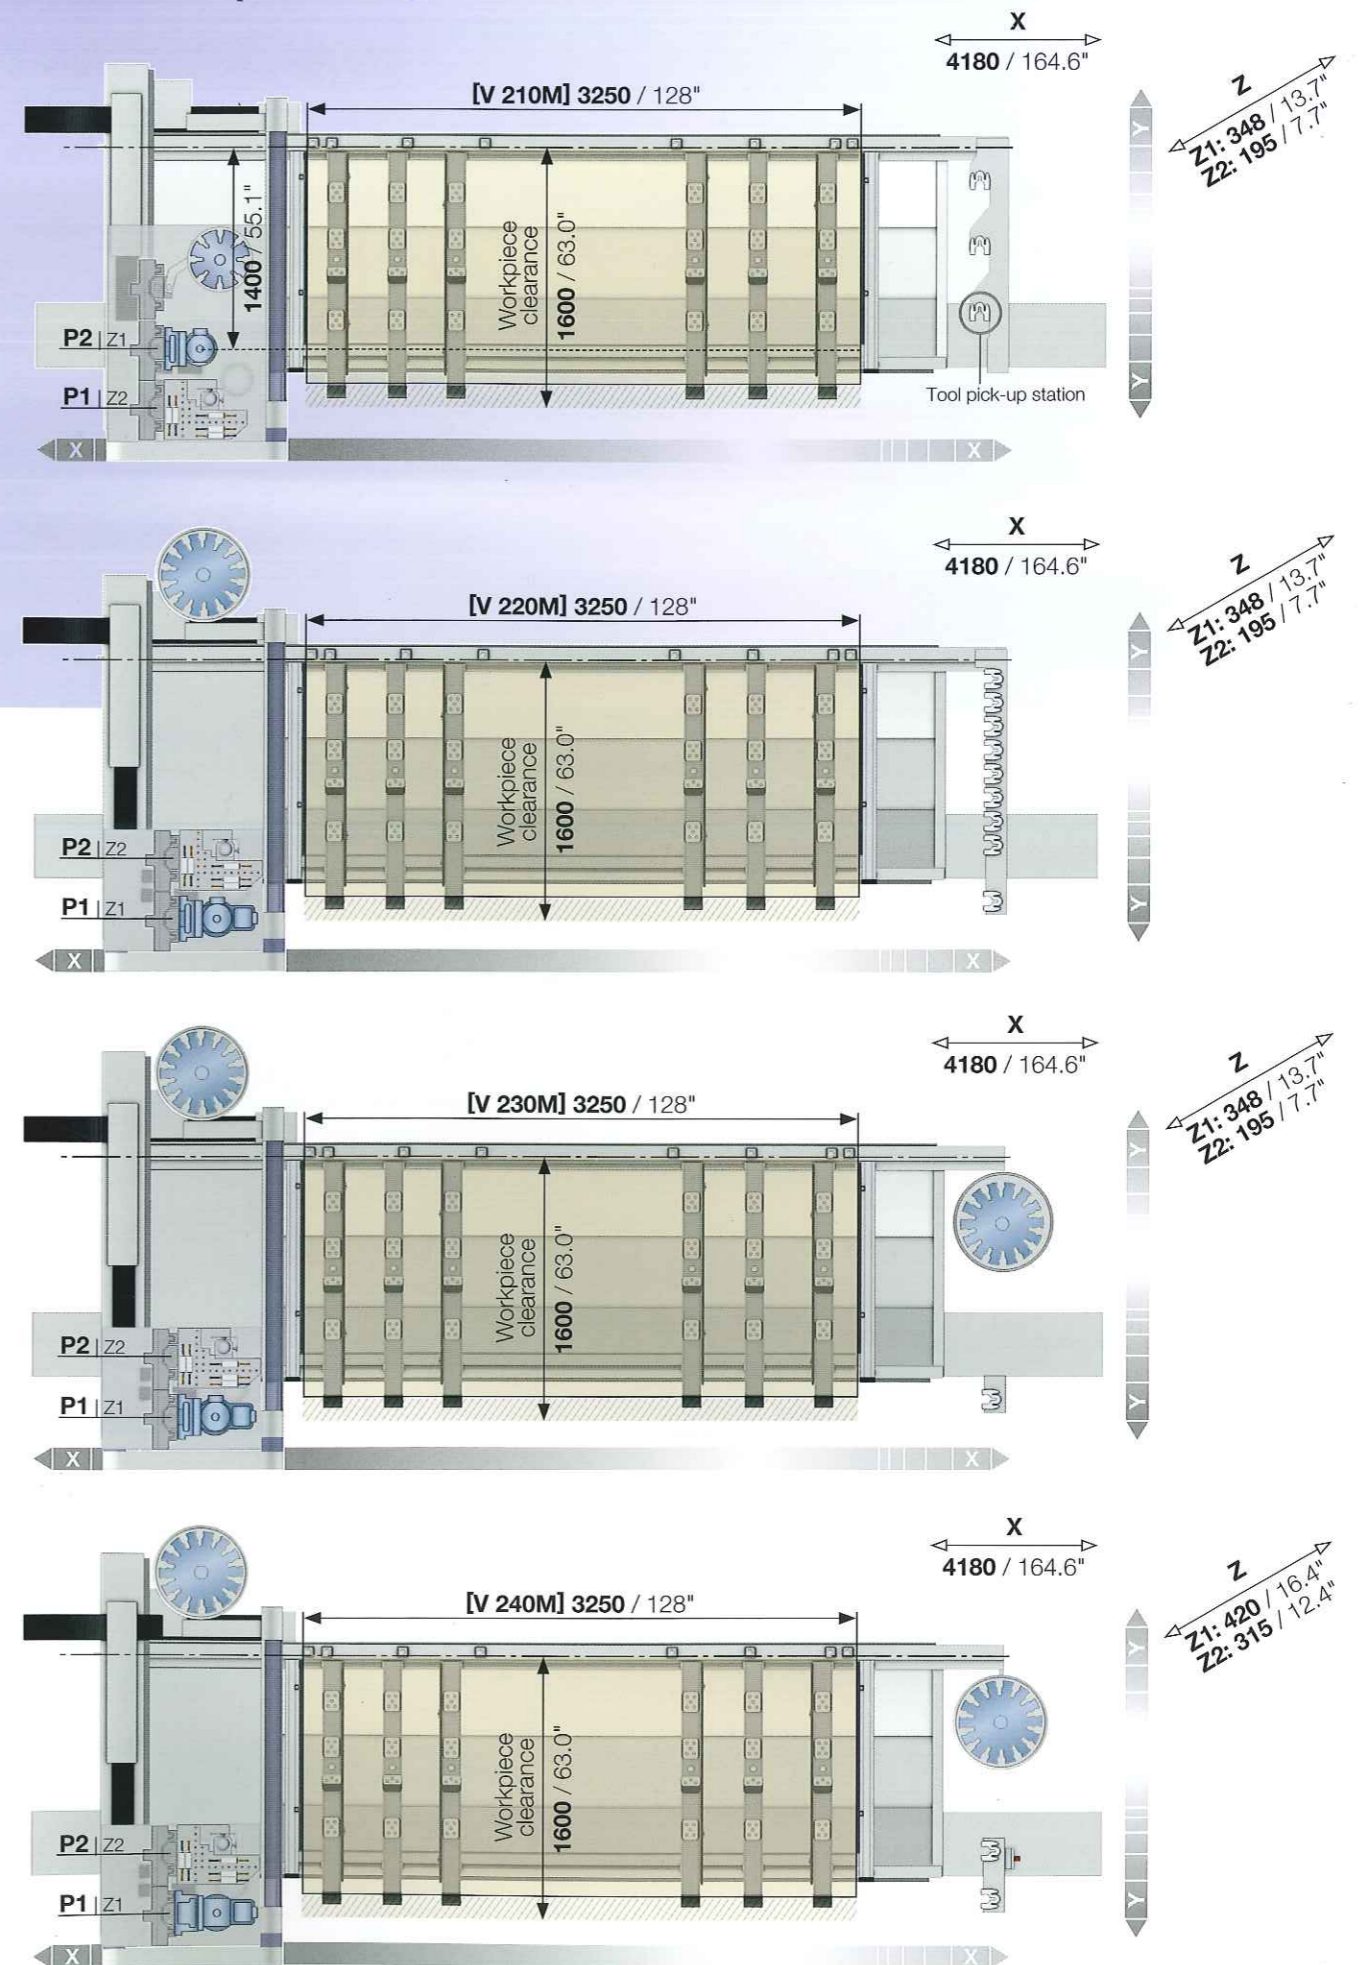 X
4180 / 164.6"
Z
Z1: 348 / 13.7"
Z2: 195 / 7.7"
[V 210M] 3250 / 128"
Y
1400 / 55.1"
Workpiece
clearance
1600 / 63.0"
P2 | Z1
P1 | Z2
Tool pick-up station
Y
X
X
X
4180 / 164.6"
Z
Z1: 348 / 13.7"
Z2: 195 / 7.7"
[V 220M] 3250 / 128"
Y
Workpiece
clearance
1600 / 63.0"
P2 | Z2
P1 | Z1
Y
X
X
X
4180 / 164.6"
Z
Z1: 348 / 13.7"
Z2: 195 / 7.7"
[V 230M] 3250 / 128"
Y
Workpiece
clearance
1600 / 63.0"
P2 | Z2
P1 | Z1
Y
X
X
X
4180 / 164.6"
Z
Z1: 420 / 16.4"
Z2: 315 / 12.4"
[V 240M] 3250 / 128"
Y
Workpiece
clearance
1600 / 63.0"
P2 | Z2
P1 | Z1
Y
X
X